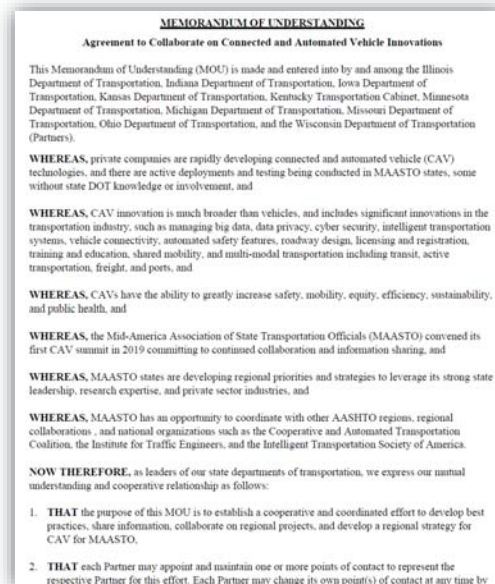 MEMORANDUM OF UNDERSTANDING
Agreement to Collaborate on Connected and Automated Vehicle Innovations
This Memorandum of Understanding (MOU) is made and entered into by and among the Illinois
Department of Transportation, Indiana Department of Transportation, Iowa Department of
Transportation, Kansas Department of Transportation, Kentucky Transportation Cabinet, Minnesota
Department of Transportation, Michigan Department of Transportation, Missouri Department of
Transportation, Ohio Department of Transportation, and the Wisconsin Department of Transportation
(Partners).
WHEREAS, private companies are rapidly developing connected and automated vehicle (CAV)
technologies, and there are active deployments and testing being conducted in MAASTO states, some
without state DOT knowledge or involvement, and
WHEREAS, CAV innovation is much broader than vehicles, and includes significant innovations in the
transportation industry, such as managing big data, data privacy, cyber security, intelligent transportation
systems, vehicle connectivity, automated safety features, roadway design, licensing and registration,
training and education, shared mobility, and multi-modal transportation including transit, active
transportation, freight, and ports, and
WHEREAS, CAVs have the ability to greatly increase safety, mobility, equity, efficiency, sustainability,
and public health, and
WHEREAS, the Mid-America Association of State Transportation Officials (MAASTO) convened its
first CAV summit in 2019 committing to continued collaboration and information sharing, and
WHEREAS, MAASTO states are developing regional priorities and strategies to leverage its strong state
leadership, research expertise, and private sector industries, and
WHEREAS, MAASTO has an opportunity to coordinate with other AASHTO regions, regional
collaborations , and national organizations such as the Cooperative and Automated Transportation
Coalition, the Institute for Traffic Engineers, and the Intelligent Transportation Society of America.
NOW THEREFORE, as leaders of our state departments of transportation, we express our mutual
understanding and cooperative relationship as follows:
1. THAT the purpose of this MOU is to establish a cooperative and coordinated effort to develop best
practices, share information, collaborate on regional projects, and develop a regional strategy for
CAV for MAASTO,
2. THAT each Partner may appoint and maintain one or more points of contact to represent the
respective Partner for this effort. Each Partner may change its own point(s) of contact at any time by